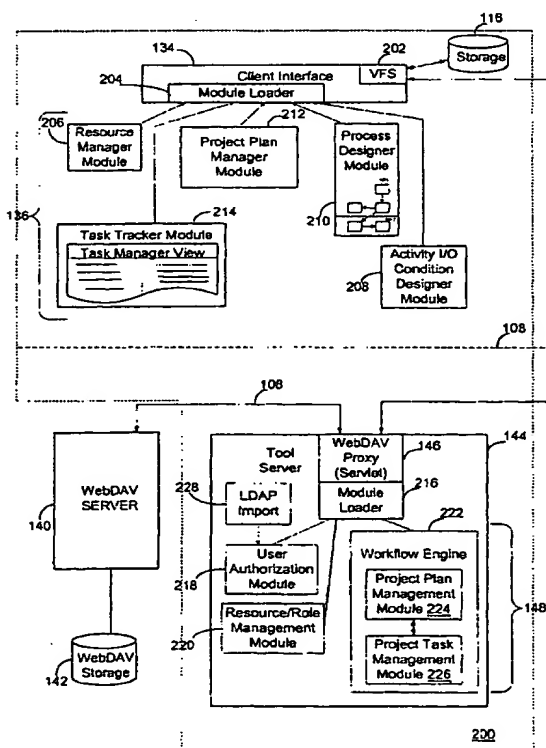 116
134
202
Storage
Client Interface
VFS
204
Module Loader
212
206
Resource
Manager
Module
Project Plan
Manager
Module
Process
Designer
Module
210
136
214
Task Tracker Module
Task Manager View
208
Activity I/O
Condition
Designer
Module
108
106
WebDAV
SERVER
140
WebDAV
Proxy
(Servlet)
146
144
Tool
Server
228
LDAP
Import
Module
Loader
216
222
User
Authorization
Module
218
Workflow Engine
Project Plan
Management
Module 224
148
Resource/Role
Management
Module
220
Project Task
Management
Module 226
WebDAV
Storage
142
200